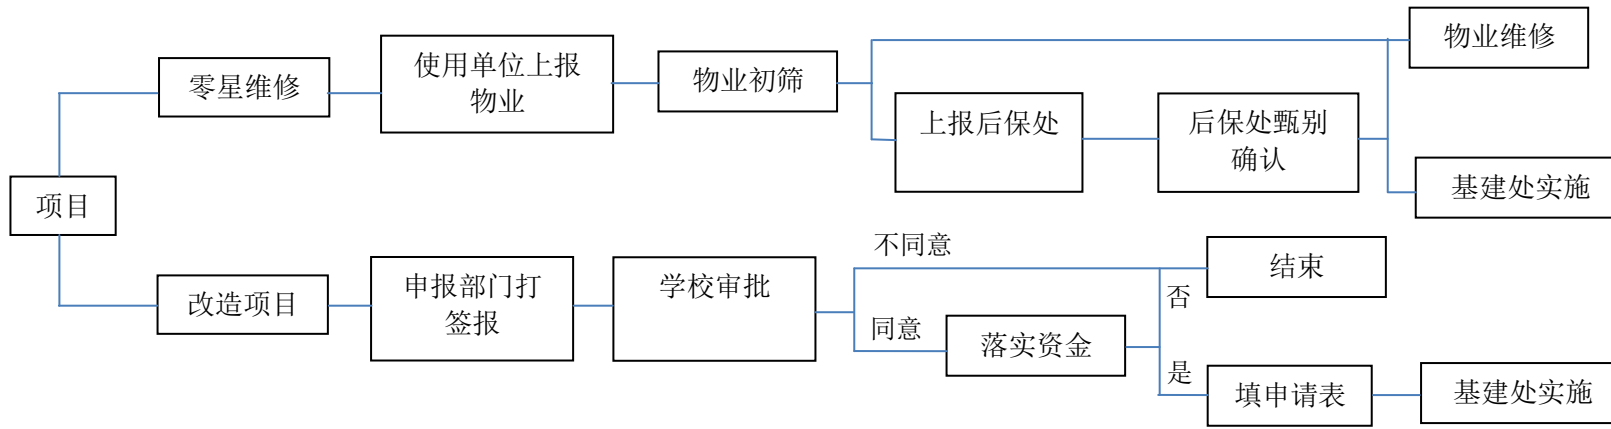 物业维修
零星维修
使用单位上报
物业
物业初筛
上报后保处
后保处甄别
确认
基建处实施
项目
不同意
改造项目
申报部门打
签报
学校审批
结束
否
同意
落实资金
是
填申请表
基建处实施